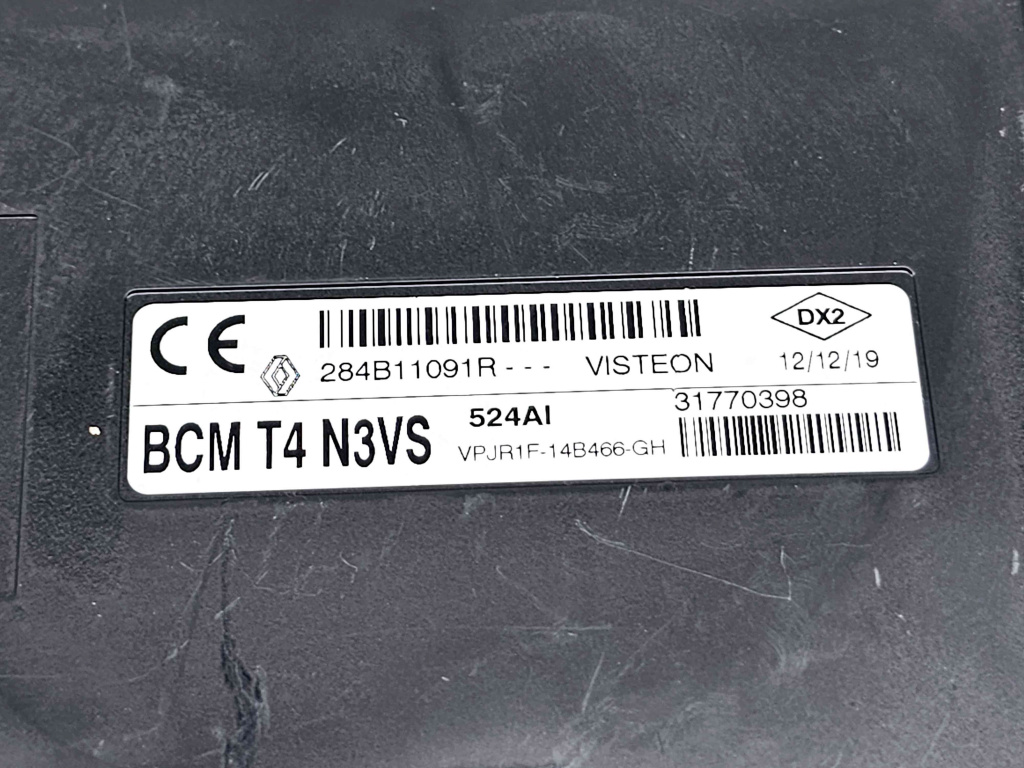 CE
284B11091R--- VISTEON
DX2
12/12/19
BCM T4 N3VS
524AI
VPJR1F-14B466-GH
31770398